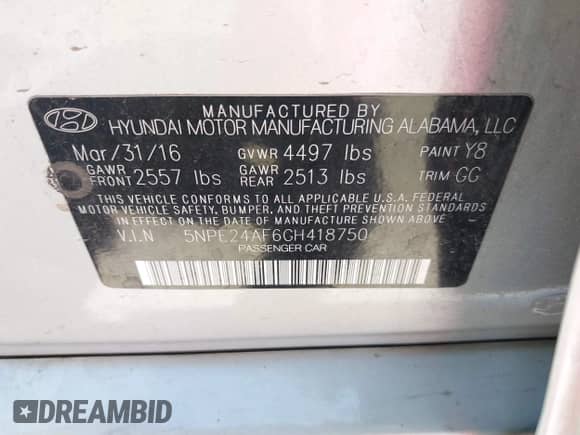 MANUFACTURED BY
HYUNDAI MOTOR MANUFACTURING ALABAMA, LLC
Mar/31/16 GVWR 4497 lbs PAINT Y8
GAWR FRONT 2557 lbs GAWR REAR 2513 lbs TRIM GG
THIS VEHICLE CONFORMS TO ALL APPLICABLE U.S.A. FEDERAL
MOTOR VEHICLE SAFETY, BUMPER, AND THEFT PREVENTION STANDARDS
IN EFFECT ON THE DATE OF MANUFACTURE SHOWN ABOVE.
V.I.N 5NPE24AF6GH418750
PASSENGER CAR
DREAMBID